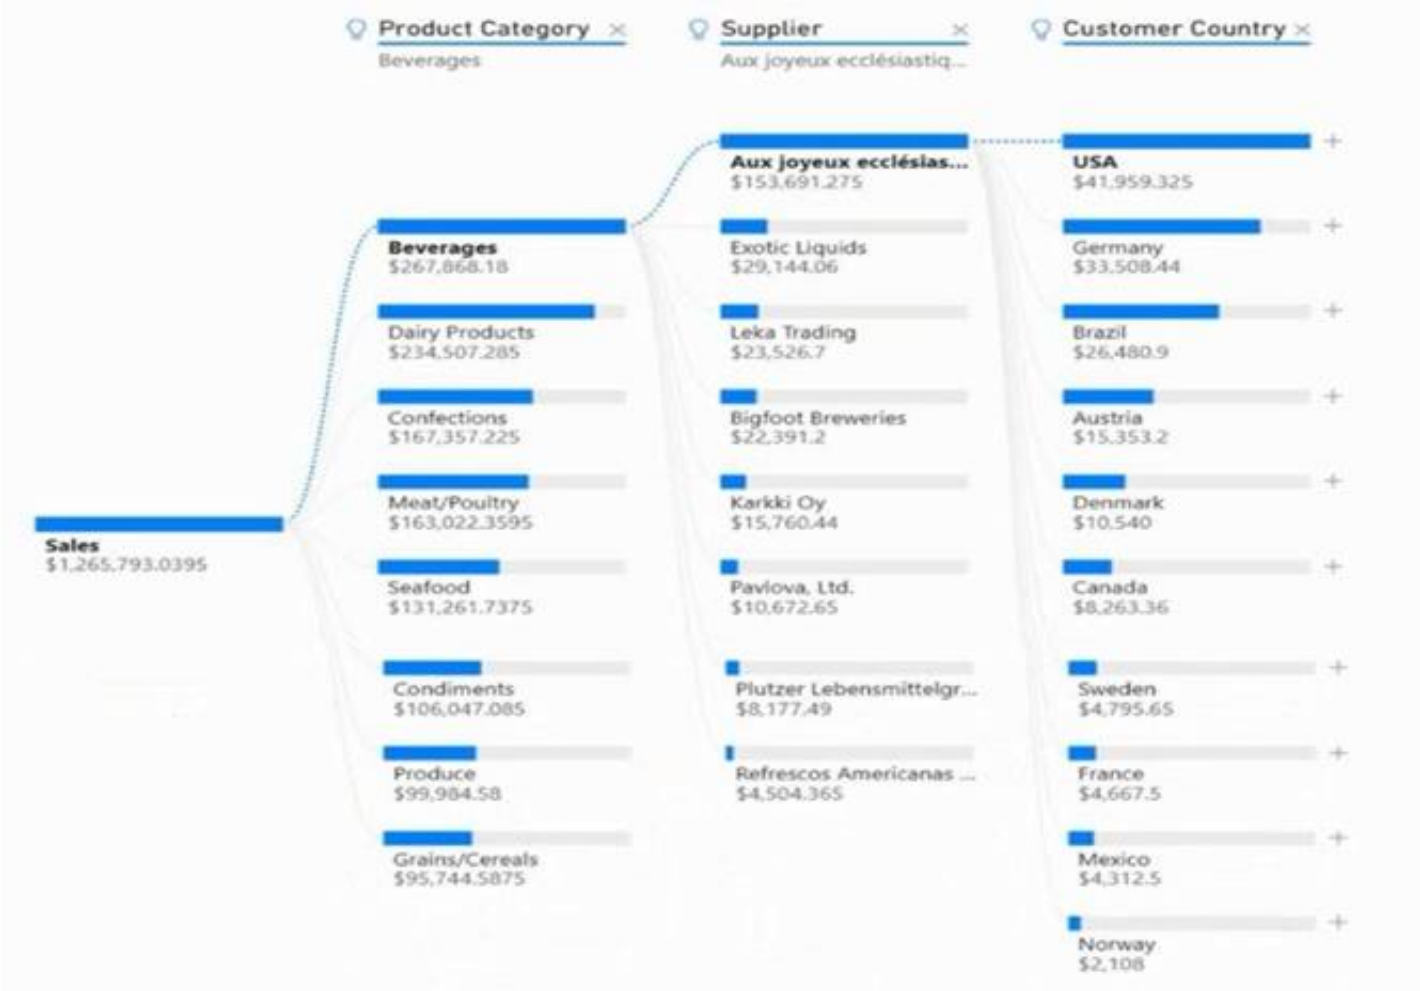 Product Category
Beverages
Supplier
Aux joyeux ecclésiastiq...
Customer Country
Sales
$1,265,793.0395
Beverages
$267,868.18
Dairy Products
$234,507.285
Confections
$167,357.225
Meat/Poultry
$163,022.3595
Seafood
$131,261.7375
Condiments
$106,047.085
Produce
$99,984.58
Grains/Cereals
$95,744.5875
Aux joyeux ecclésias...
$153,691.275
Exotic Liquids
$29,144.06
Leka Trading
$23,526.7
Bigfoot Breweries
$22,391.2
Karkki Oy
$15,760.44
Pavlova, Ltd.
$10,672.65
Plutzer Lebensmittelgr...
$8,177.49
Refrescos Americanas ...
$4,504.365
USA
$41,959.325
Germany
$33,508.44
Brazil
$26,480.9
Austria
$15,353.2
Denmark
$10,540
Canada
$8,263.36
Sweden
$4,795.65
France
$4,667.5
Mexico
$4,312.5
Norway
$2,108